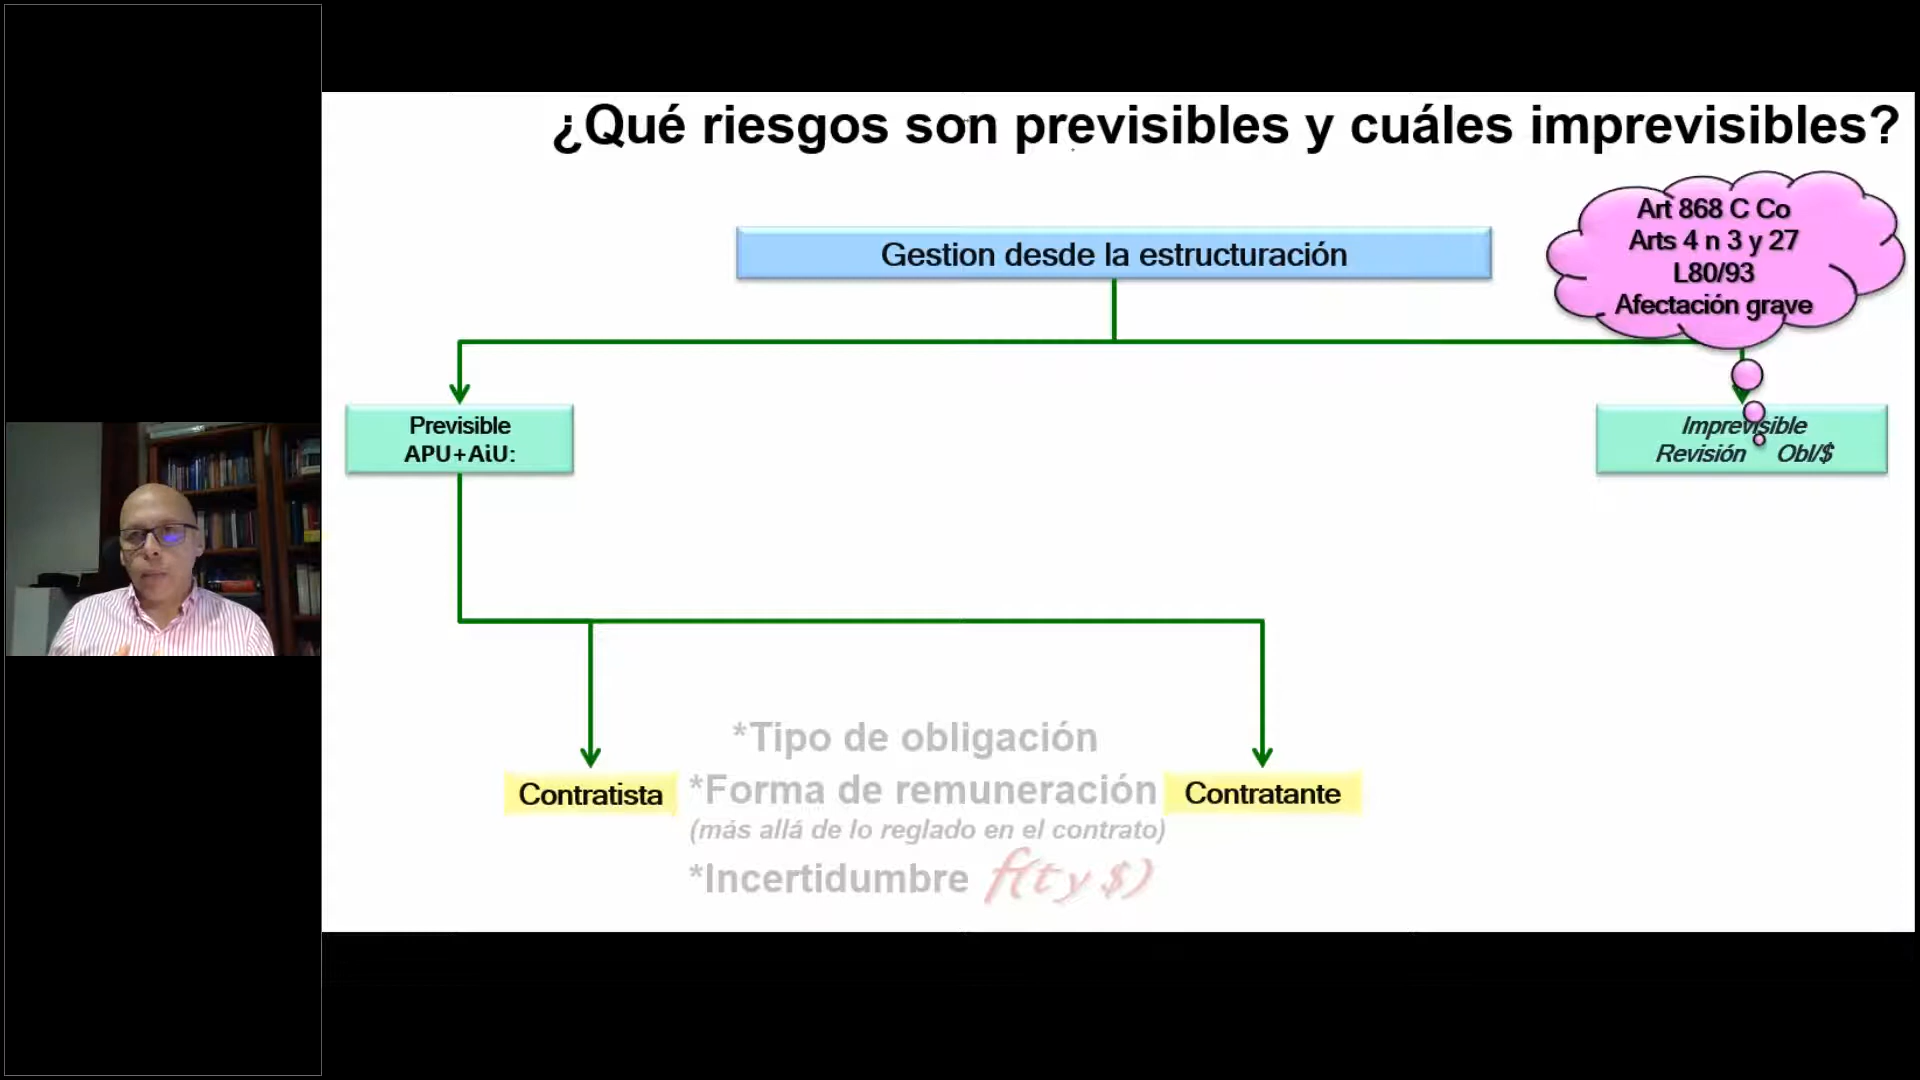 ¿Qué riesgos son previsibles y cuáles imprevisibles?
Art 868 C Co
Arts 4 n 3 y 27
L80/93
Afectación grave
Gestion desde la estructuración
Previsible
APU+AiU:
Imprevisible
Revisión Obl/$
*Tipo de obligación
Contratista
*Forma de remuneración
Contratante
(más allá de lo reglado en el contrato)
*Incertidumbre f(t y $)